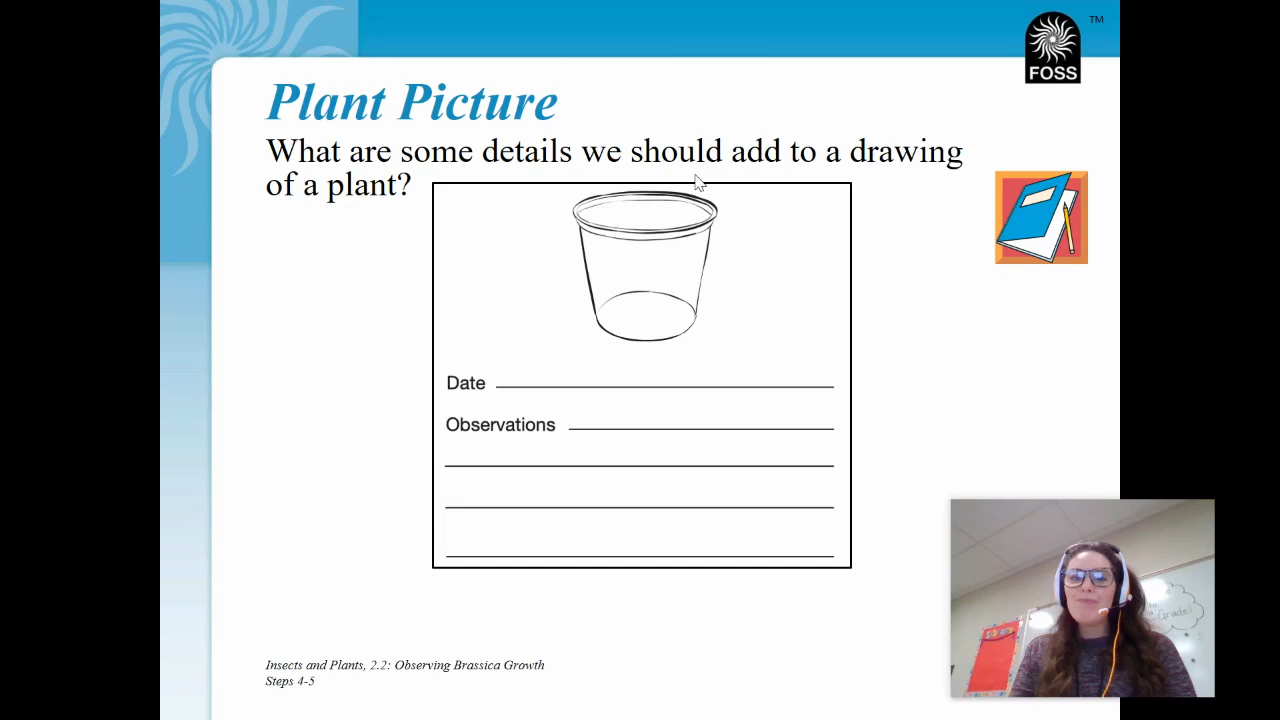 TM
FOSS
Plant Picture
What are some details we should add to a drawing
of a plant?
Date
Observations
Grade!
Insects and Plants, 2.2: Observing Brassica Growth
Steps 4-5